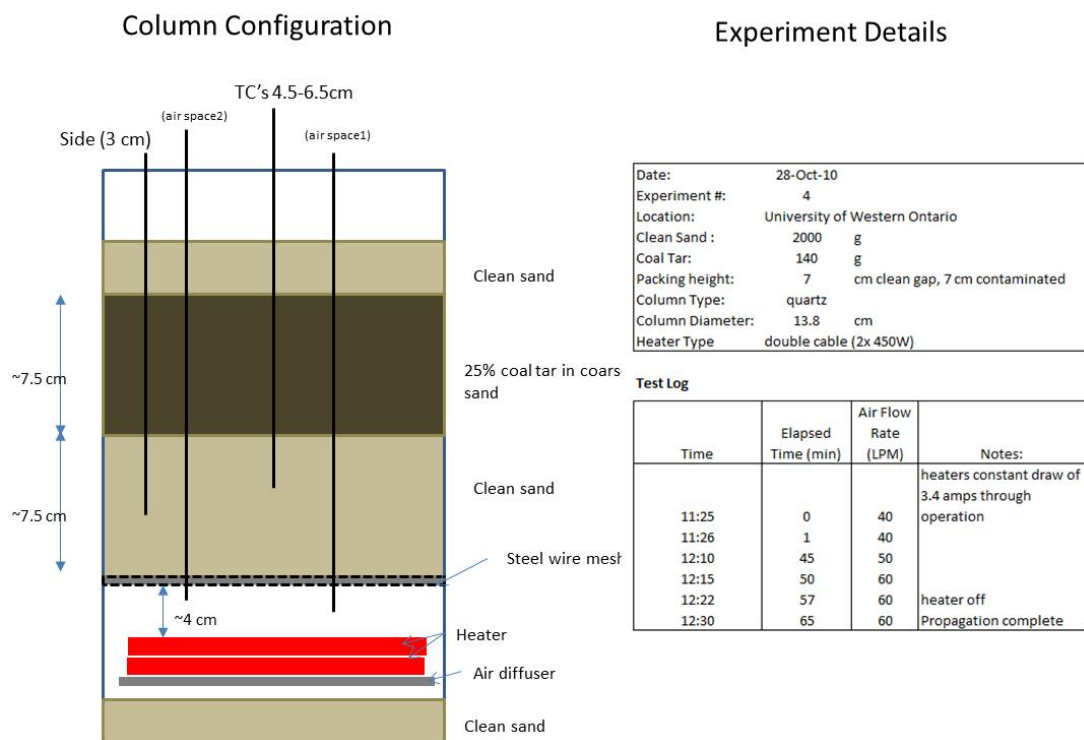 Column Configuration
TC's 4.5-6.5cm
(air space2)
(air space1)
Side (3 cm)
Clean sand
~7.5 cm
25% coal tar in coars
sand
~7.5 cm
Clean sand
Steel wire mesh
~4 cm
Heater
Air diffuser
Clean sand
Experiment Details
Date: 28-Oct-10
Experiment #: 4
Location: University of Western Ontario
Clean Sand : 2000 g
Coal Tar: 140 g
Packing height: 7 cm clean gap, 7 cm contaminated
Column Type: quartz
Column Diameter: 13.8 cm
Heater Type double cable (2x 450W)
Test Log
Time Elapsed Time (min) Air Flow Rate (LPM) Notes:
heaters constant draw of
3.4 amps through
11:25 0 40 operation
11:26 1 40
12:10 45 50
12:15 50 60
12:22 57 60 heater off
12:30 65 60 Propagation complete